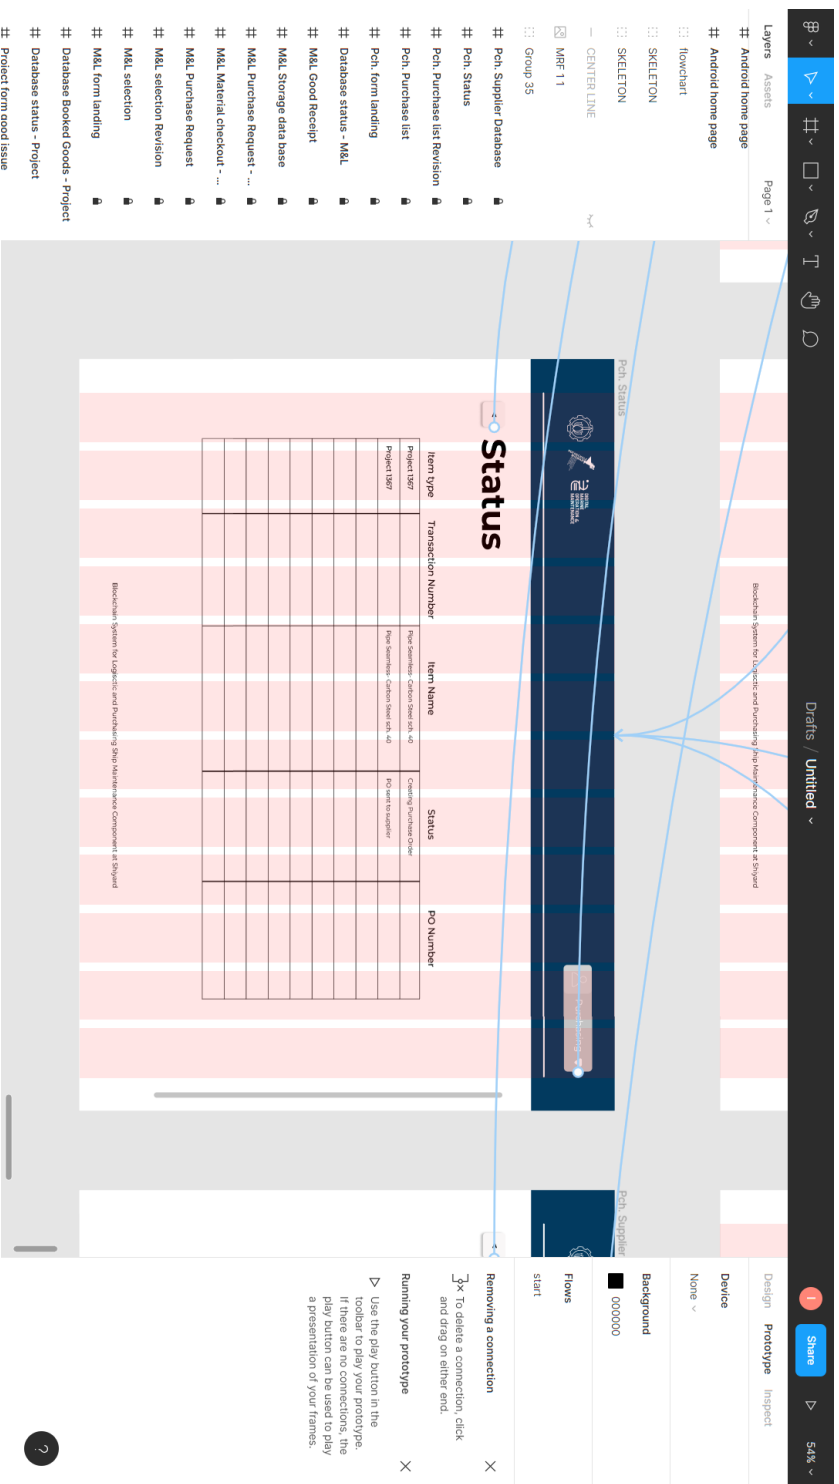 Drafts / Untitled
Share
54%
Layers
Assets
Page 1
Android home page
Android home page
flowchart
SKELETON
SKELETON
CENTER LINE
MRF 1 1
Group 35
Pch. Supplier Database
Pch. Status
Pch. Purchase list Revision
Pch. Purchase list
Pch. form landing
Database status - M&L
M&L Good Receipt
M&L Storage data base
M&L Purchase Request - ...
M&L Material checkout - ...
M&L Purchase Request
M&L selection Revision
M&L selection
M&L form landing
Database Booked Goods - Project
Database status - Project
Project form good issue
Blockchain System for Logisctic and Purchasing Ship Maintenance Component at Shiyard
Pch. Status
DIGITAL
MARINE
OPERATION &
MAINTENANCE
Purchasing
Status
Item type
Transaction Number
Item Name
Status
PO Number
Project 1367
Pipe Seamless- Carbon Steel sch. 40
Creating Purchase Order
Project 1367
Pipe Seamless- Carbon Steel sch. 40
PO sent to supplier
Blockchain System for Logisctic and Purchasing Ship Maintenance Component at Shiyard
Pch. Supplier
Design
Prototype
Inspect
Device
None
Background
000000
Flows
start
Removing a connection
To delete a connection, click
and drag on either end.
Running your prototype
Use the play button in the
toolbar to play your prototype.
If there are no connections, the
play button can be used to play
a presentation of your frames.
?